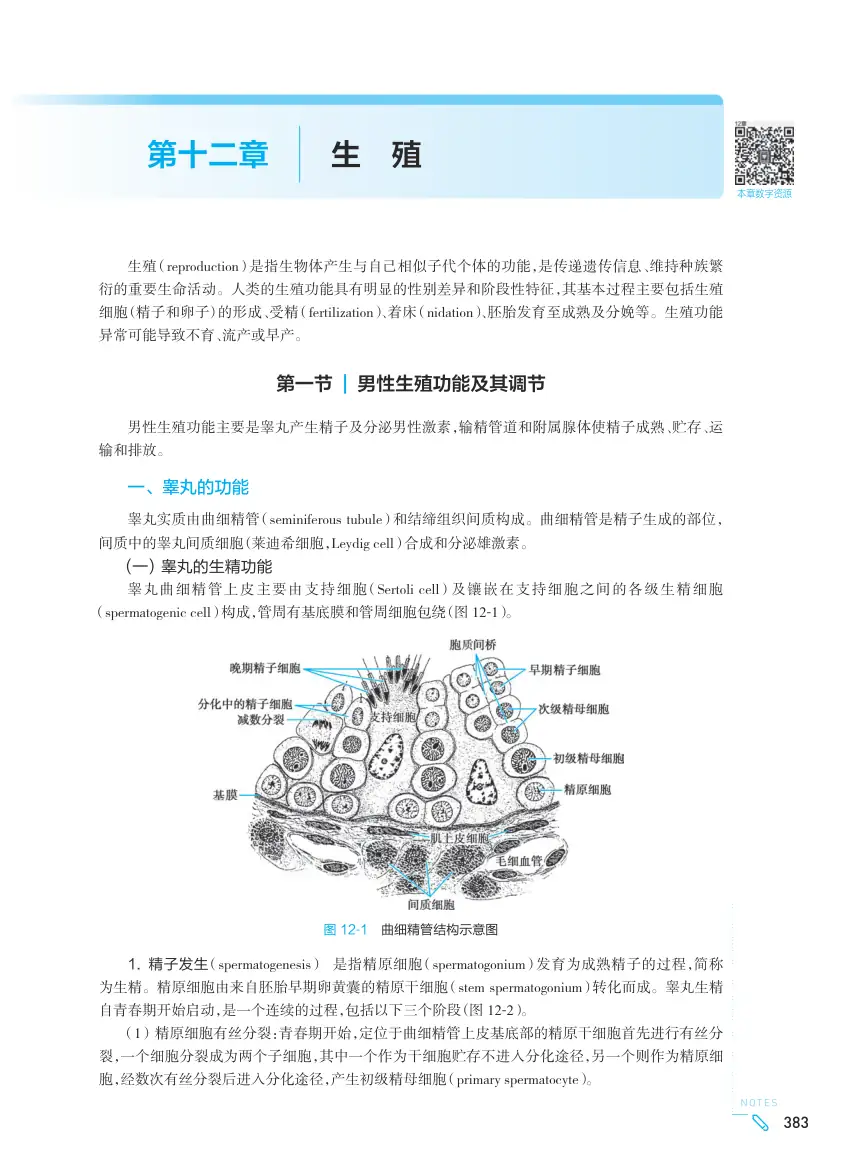 第十二章 生 殖
12章
本章数字资源
生殖（reproduction）是指生物体产生与自己相似子代个体的功能，是传递遗传信息、维持种族繁
衍的重要生命活动。人类的生殖功能具有明显的性别差异和阶段性特征，其基本过程主要包括生殖
细胞（精子和卵子）的形成、受精（fertilization）、着床（nidation）、胚胎发育至成熟及分娩等。生殖功能
异常可能导致不育、流产或早产。
第一节 | 男性生殖功能及其调节
男性生殖功能主要是睾丸产生精子及分泌男性激素，输精管道和附属腺体使精子成熟、贮存、运
输和排放。
一、睾丸的功能
睾丸实质由曲细精管（seminiferous tubule）和结缔组织间质构成。曲细精管是精子生成的部位，
间质中的睾丸间质细胞（莱迪希细胞，Leydig cell）合成和分泌雄激素。
（一）睾丸的生精功能
睾丸曲细精管上皮主要由支持细胞（Sertoli cell）及镶嵌在支持细胞之间的各级生精细胞
（spermatogenic cell）构成，管周有基底膜和管周细胞包绕（图 12-1）。
胞质间桥
晚期精子细胞
早期精子细胞
分化中的精子细胞
次级精母细胞
减数分裂
支持细胞
初级精母细胞
基膜
精原细胞
肌上皮细胞
毛细血管
间质细胞
图 12-1 曲细精管结构示意图
1. 精子发生（spermatogenesis） 是指精原细胞（spermatogonium）发育为成熟精子的过程，简称
为生精。精原细胞由来自胚胎早期卵黄囊的精原干细胞（stem spermatogonium）转化而成。睾丸生精
自青春期开始启动，是一个连续的过程，包括以下三个阶段（图 12-2）。
（1）精原细胞有丝分裂：青春期开始，定位于曲细精管上皮基底部的精原干细胞首先进行有丝分
裂，一个细胞分裂成为两个子细胞，其中一个作为干细胞贮存不进入分化途径，另一个则作为精原细
胞，经数次有丝分裂后进入分化途径，产生初级精母细胞（primary spermatocyte）。
NOTES
383